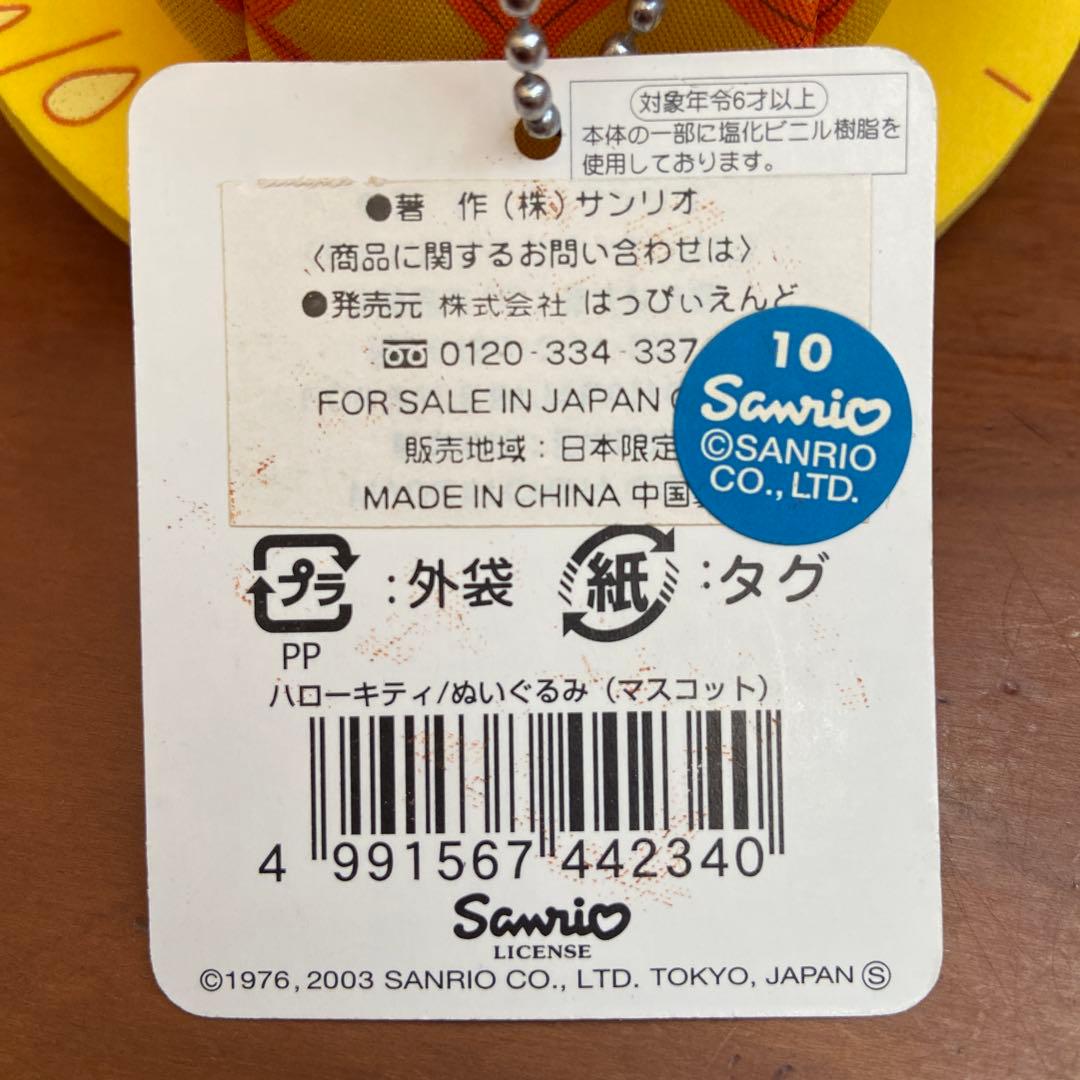 対象年令6才以上
本体の一部に塩化ビニル樹脂を
使用しております。
●著 作(株)サンリオ
〈商品に関するお問い合わせは〉
●発売元 株式会社 はっぴぃえんど
0120-334-337
FOR SALE IN JAPAN
販売地域：日本限定
MADE IN CHINA 中国
10
Sanrio
©SANRIO
CO., LTD.
プラ :外袋 紙 :タグ
PP
ハローキティ/ぬいぐるみ（マスコット）
4 991567 442340
Sanrio
LICENSE
©1976, 2003 SANRIO CO., LTD. TOKYO, JAPAN Ⓢ